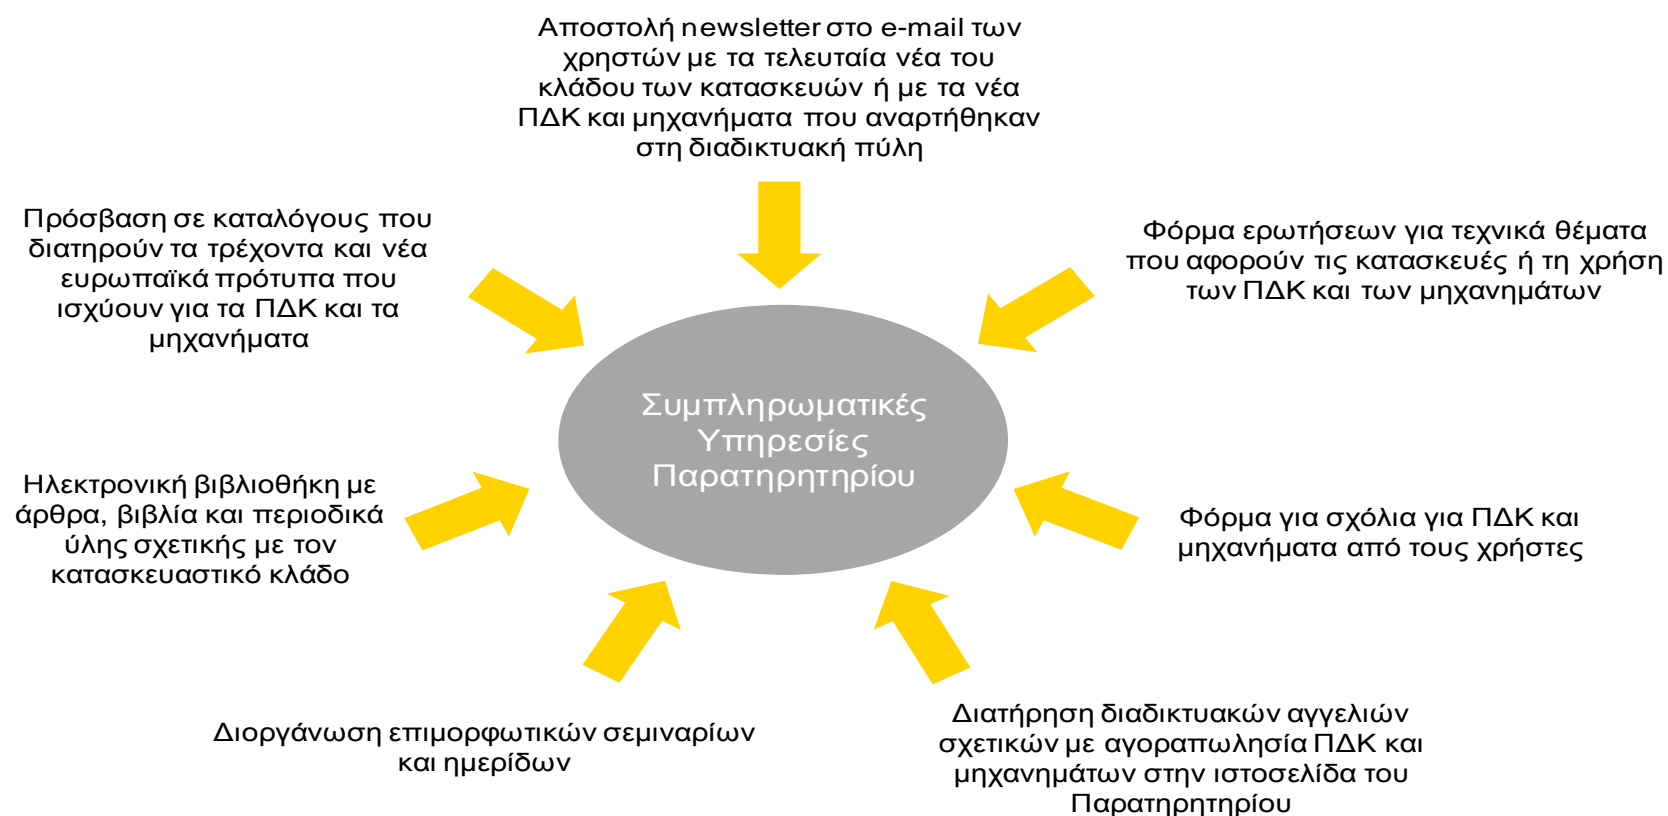 Αποστολή newsletter στο e-mail των
χρηστών με τα τελευταία νέα του
κλάδου των κατασκευών ή με τα νέα
ΠΔΚ και μηχανήματα που αναρτήθηκαν
στη διαδικτυακή πύλη
Πρόσβαση σε καταλόγους που
διατηρούν τα τρέχοντα και νέα
ευρωπαϊκά πρότυπα που
ισχύουν για τα ΠΔΚ και τα
μηχανήματα
Φόρμα ερωτήσεων για τεχνικά θέματα
που αφορούν τις κατασκευές ή τη χρήση
των ΠΔΚ και των μηχανημάτων
Συμπληρωματικές
Υπηρεσίες
Παρατηρητηρίου
Ηλεκτρονική βιβλιοθήκη με
άρθρα, βιβλία και περιοδικά
ύλης σχετικής με τον
κατασκευαστικό κλάδο
Φόρμα για σχόλια για ΠΔΚ και
μηχανήματα από τους χρήστες
Διοργάνωση επιμορφωτικών σεμιναρίων
και ημερίδων
Διατήρηση διαδικτυακών αγγελιών
σχετικών με αγοραπωλησία ΠΔΚ και
μηχανημάτων στην ιστοσελίδα του
Παρατηρητηρίου